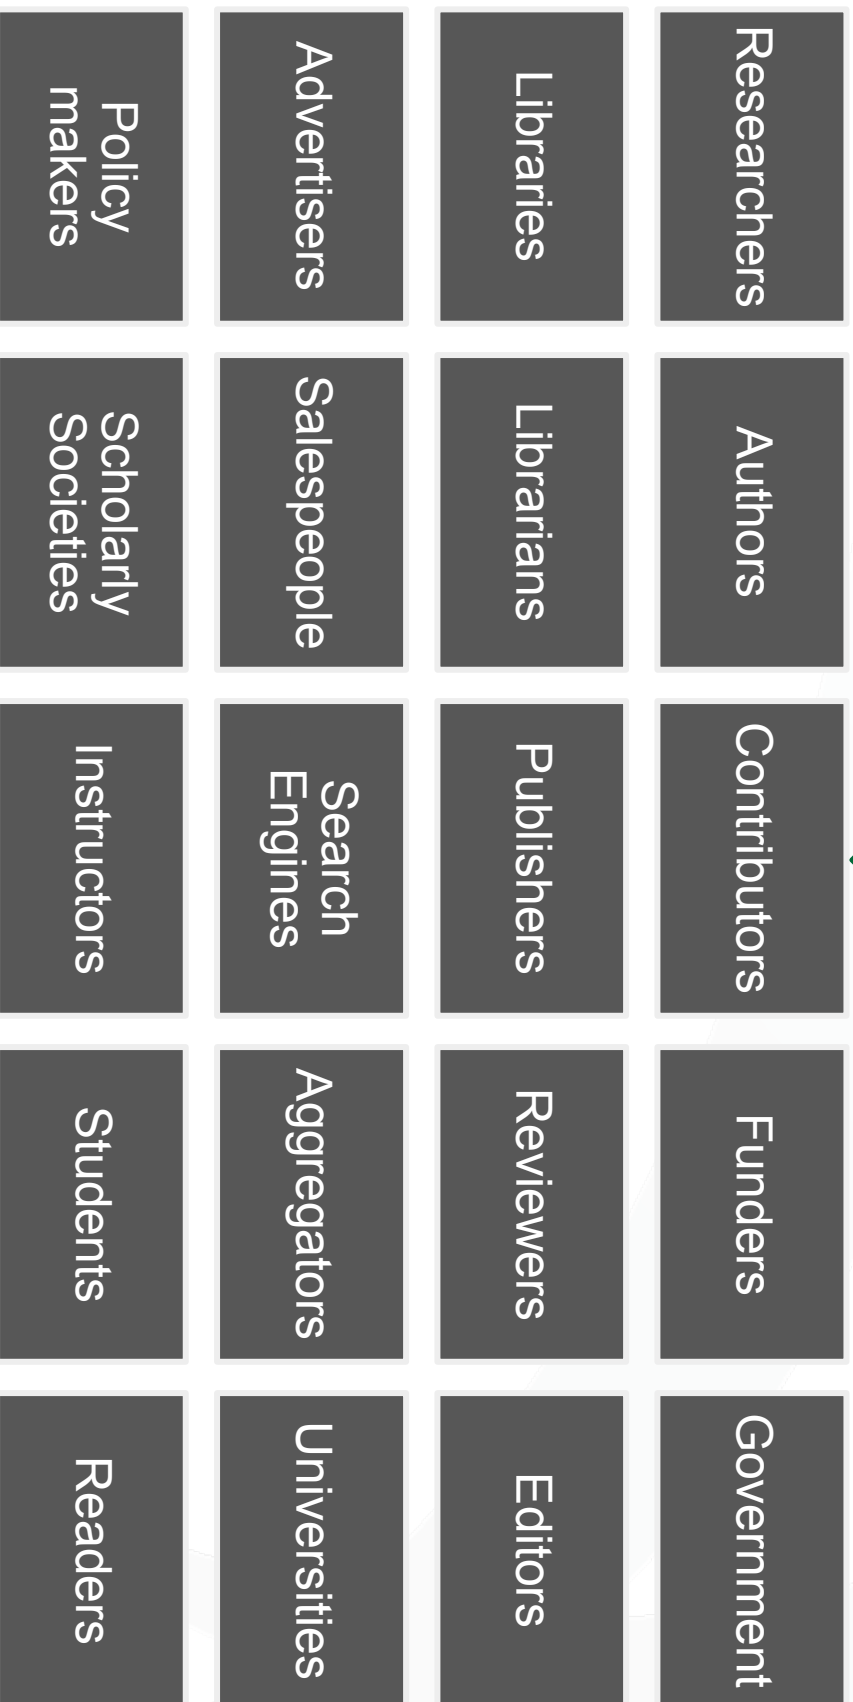 Researchers
Authors
Contributors
Funders
Government
Libraries
Librarians
Publishers
Reviewers
Editors
Advertisers
Salespeople
Search
Engines
Aggregators
Universities
Policy
makers
Scholarly
Societies
Instructors
Students
Readers